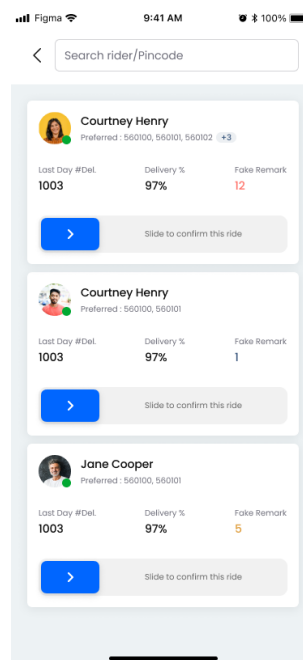 Figma 9:41 AM 100%
Search rider/Pincode
Courtney Henry
Preferred : 560100, 560101, 560102 +3
Last Day #Del. Delivery % Fake Remark
1003 97% 12
Slide to confirm this ride
Courtney Henry
Preferred : 560100, 560101
Last Day #Del. Delivery % Fake Remark
1003 97% 1
Slide to confirm this ride
Jane Cooper
Preferred : 560100, 560101
Last Day #Del. Delivery % Fake Remark
1003 97% 5
Slide to confirm this ride